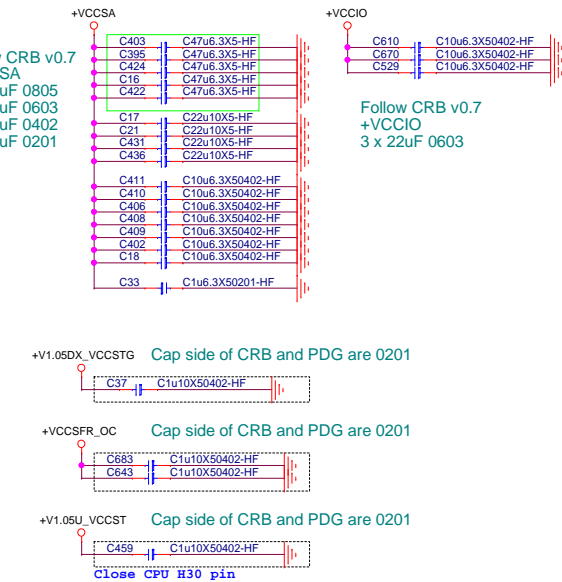 +VCCSA
C403 C47u6.3X5-HF
C395 C47u6.3X5-HF
C424 C47u6.3X5-HF
C16 C47u6.3X5-HF
C422 C47u6.3X5-HF
CRB v0.7
SA
uF 0805
uF 0603
uF 0402
uF 0201
C17 C22u10X5-HF
C21 C22u10X5-HF
C431 C22u10X5-HF
C436 C22u10X5-HF
C411 C10u6.3X50402-HF
C410 C10u6.3X50402-HF
C406 C10u6.3X50402-HF
C408 C10u6.3X50402-HF
C409 C10u6.3X50402-HF
C402 C10u6.3X50402-HF
C18 C10u6.3X50402-HF
C33 C1u6.3X50201-HF
+VCCIO
C610 C10u6.3X50402-HF
C670 C10u6.3X50402-HF
C529 C10u6.3X50402-HF
Follow CRB v0.7
+VCCIO
3 x 22uF 0603
+V1.05DX_VCCSTG Cap side of CRB and PDG are 0201
C37 C1u10X50402-HF
+VCCSFR_OC Cap side of CRB and PDG are 0201
C683 C1u10X50402-HF
C643 C1u10X50402-HF
+V1.05U_VCCST Cap side of CRB and PDG are 0201
C459 C1u10X50402-HF
Close CPU H30 pin